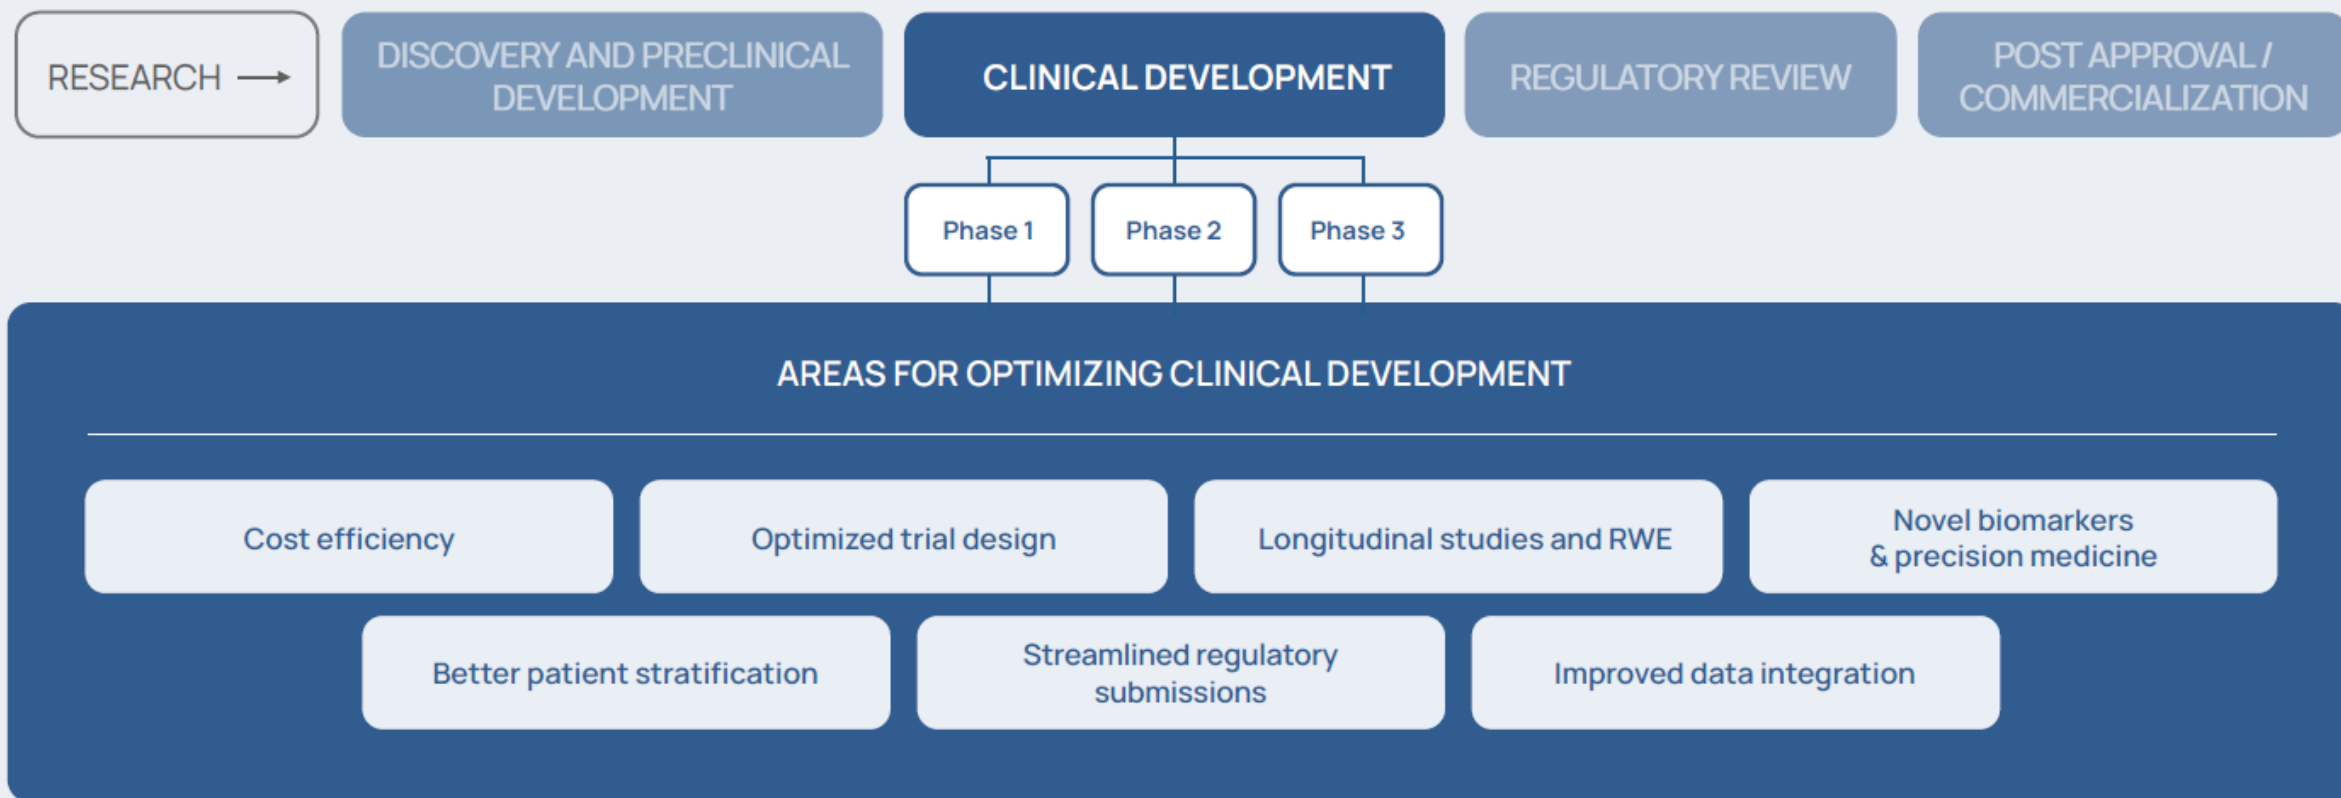 RESEARCH →
DISCOVERY AND PRECLINICAL
DEVELOPMENT
CLINICAL DEVELOPMENT
REGULATORY REVIEW
POST APPROVAL /
COMMERCIALIZATION
Phase 1
Phase 2
Phase 3
AREAS FOR OPTIMIZING CLINICAL DEVELOPMENT
Cost efficiency
Optimized trial design
Longitudinal studies and RWE
Novel biomarkers
& precision medicine
Better patient stratification
Streamlined regulatory
submissions
Improved data integration